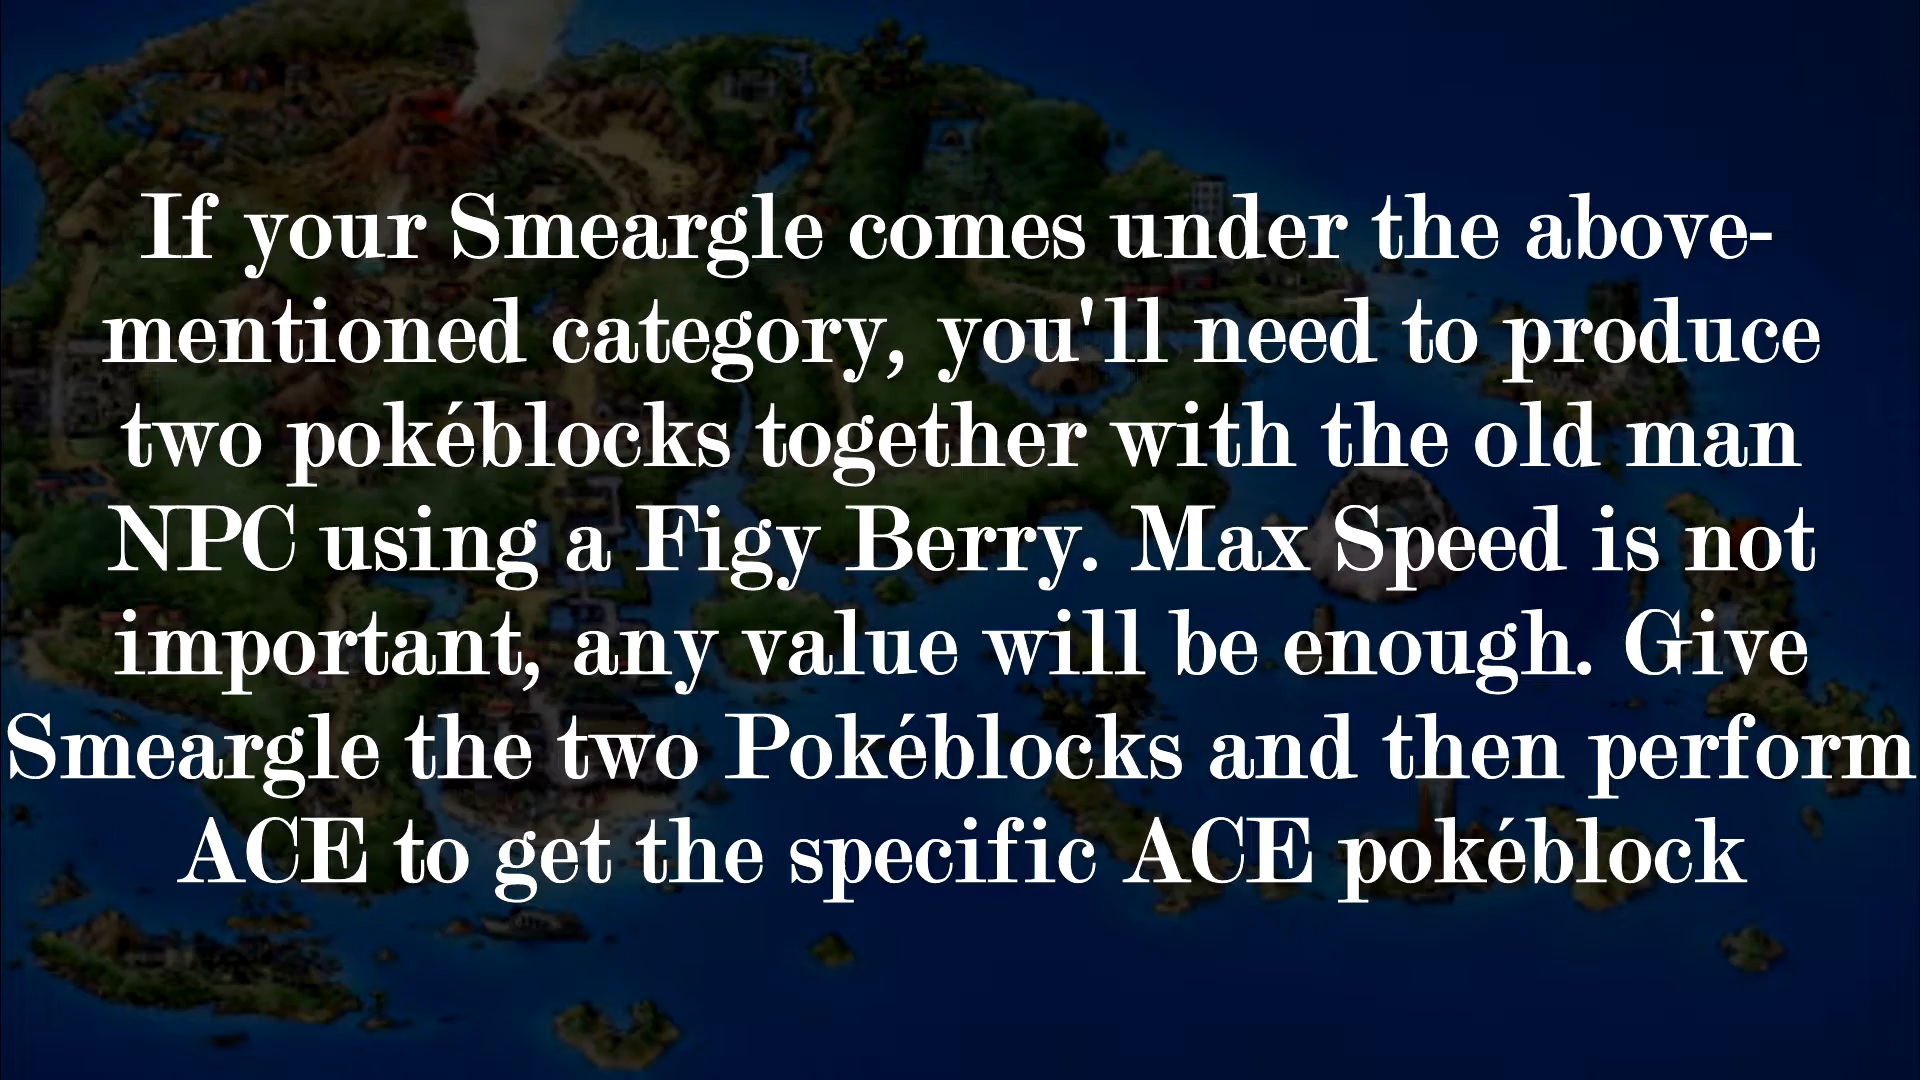 If your Smeargle comes under the above-
mentioned category, you'll need to produce
two pokéblocks together with the old man
NPC using a Figy Berry. Max Speed is not
important, any value will be enough. Give
Smeargle the two Pokéblocks and then perform
ACE to get the specific ACE pokéblock